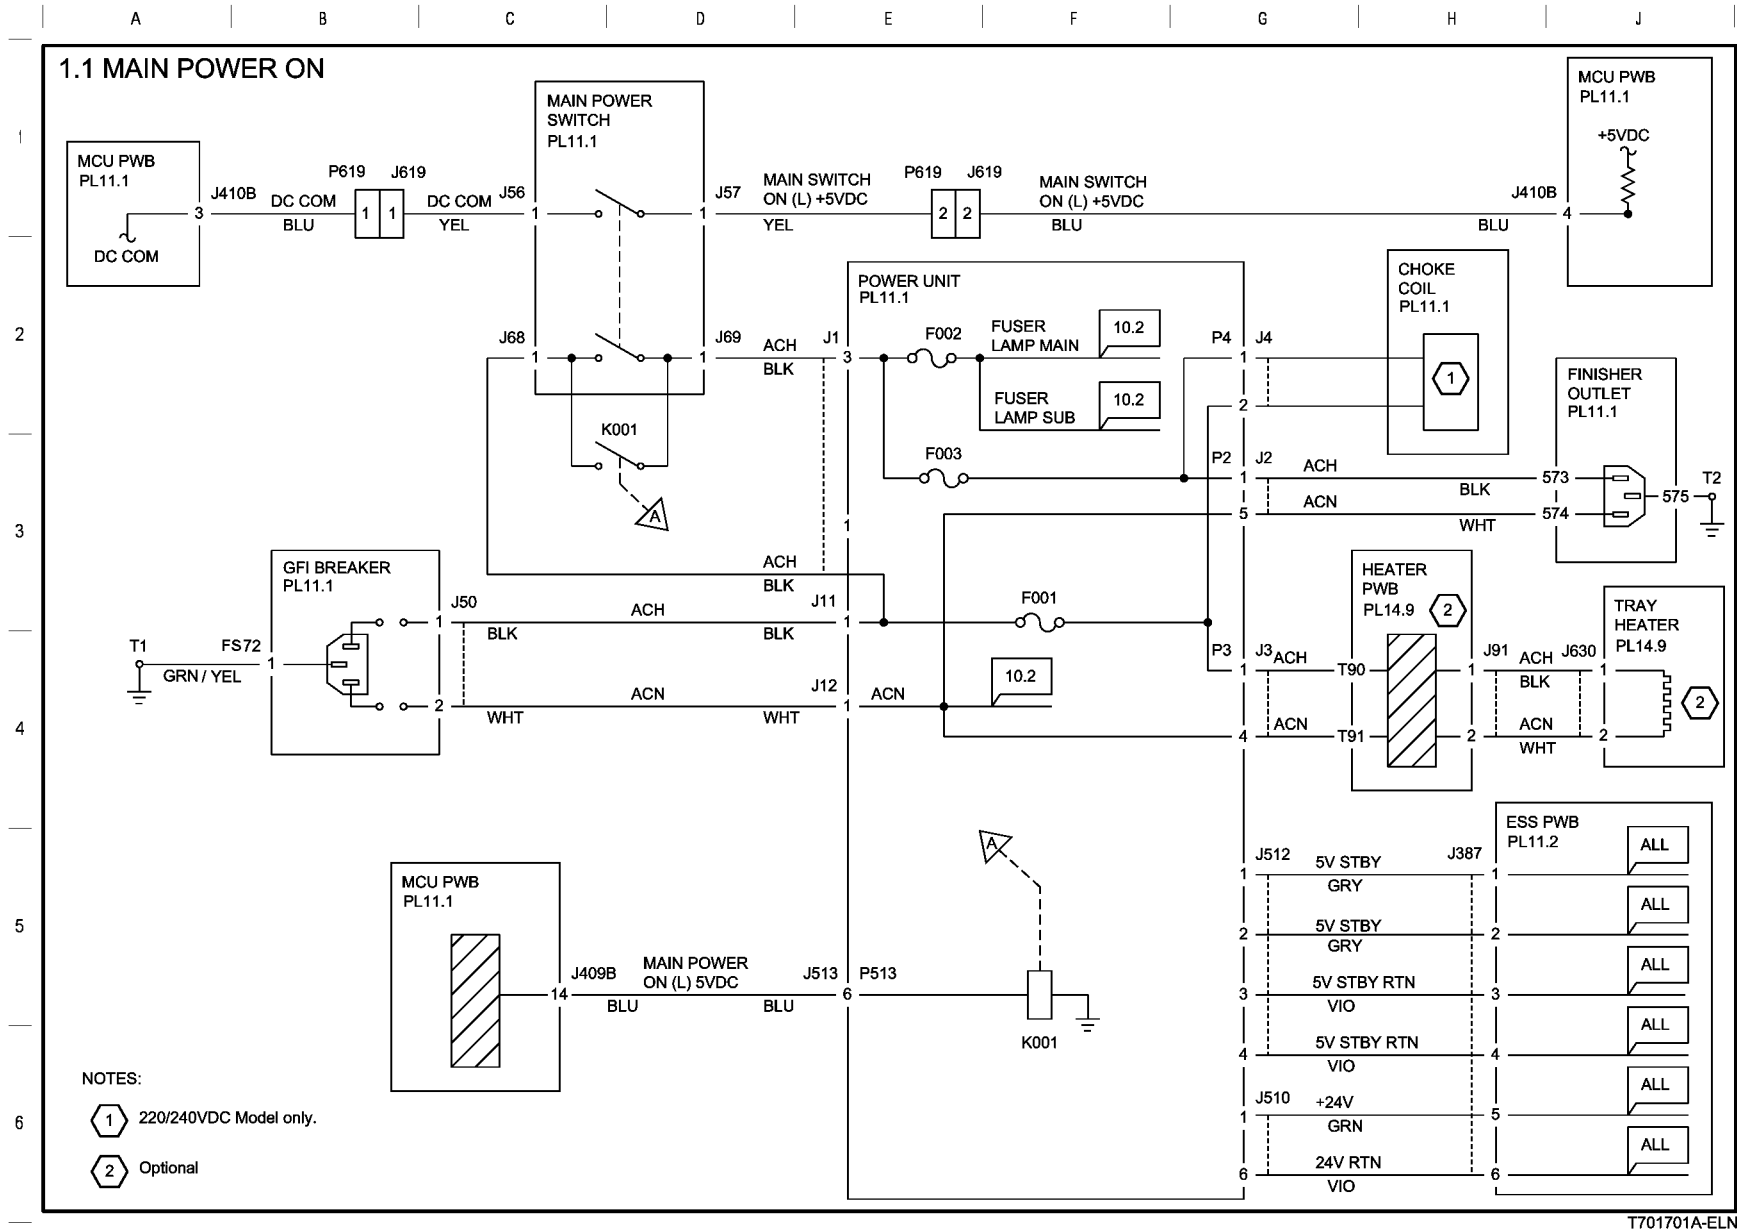 A B C D E F G H J
1.1 MAIN POWER ON
1
2
3
4
5
6
MCU PWB
PL11.1
DC COM
3
J410B
DC COM
BLU
P619 J619
1 1
DC COM
YEL
J56
1
MAIN POWER
SWITCH
PL11.1
J57
1
MAIN SWITCH
ON (L) +5VDC
YEL
P619 J619
2 2
MAIN SWITCH
ON (L) +5VDC
BLU
BLU
J410B
4
MCU PWB
PL11.1
+5VDC
J68
1
J69
1
ACH
BLK
K001
A
J1
3
1
POWER UNIT
PL11.1
F002
FUSER
LAMP MAIN
10.2
FUSER
LAMP SUB
10.2
F003
P4 J4
1
2
CHOKE
COIL
PL11.1
1
P2 J2
1
5
ACH
BLK
ACN
WHT
573
574
FINISHER
OUTLET
PL11.1
575
T2
ACH
BLK
GFI BREAKER
PL11.1
T1
GRN / YEL
FS72
1
J50
1
2
BLK
ACH
BLK
J11
1
F001
WHT
ACN
WHT
J12
1
ACN
10.2
P3 J3
1
4
ACH
ACN
T90
T91
HEATER
PWB
PL14.9
2
J91
1
2
ACH
BLK
ACN
WHT
J630
1
2
TRAY
HEATER
PL14.9
2
MCU PWB
PL11.1
14
J409B
BLU
MAIN POWER
ON (L) 5VDC
BLU
J513 P513
6
A
K001
J512
1
5V STBY
GRY
2
5V STBY
GRY
3
5V STBY RTN
VIO
4
5V STBY RTN
VIO
J510
1
+24V
GRN
6
24V RTN
VIO
J387
1
2
3
4
5
6
ESS PWB
PL11.2
ALL
ALL
ALL
ALL
ALL
ALL
NOTES:
1 220/240VDC Model only.
2 Optional
T701701A-ELN